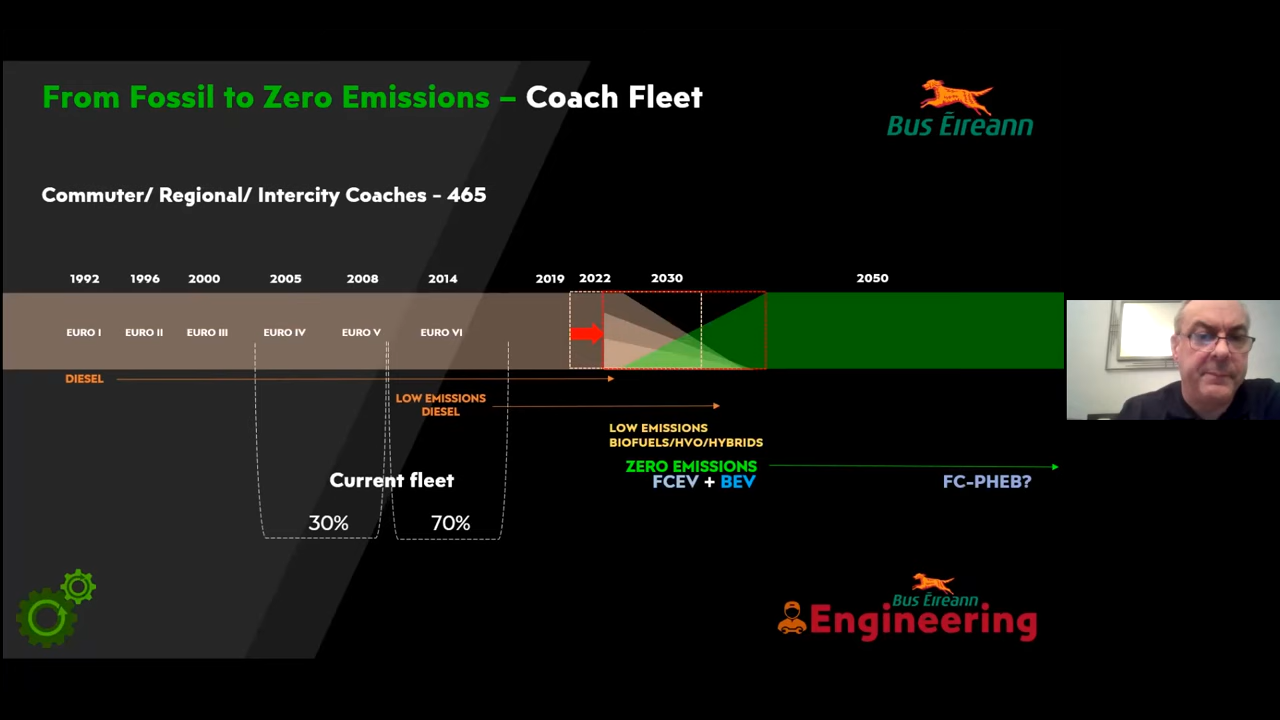 From Fossil to Zero Emissions – Coach Fleet
Bus Éireann
Commuter/ Regional/ Intercity Coaches - 465
1992 1996 2000 2005 2008 2014 2019 2022 2030 2050
EURO I EURO II EURO III EURO IV EURO V EURO VI
DIESEL
LOW EMISSIONS
DIESEL
LOW EMISSIONS
BIOFUELS/HVO/HYBRIDS
ZERO EMISSIONS
FCEV + BEV
FC-PHEB?
Current fleet
30% 70%
Bus Éireann
Engineering